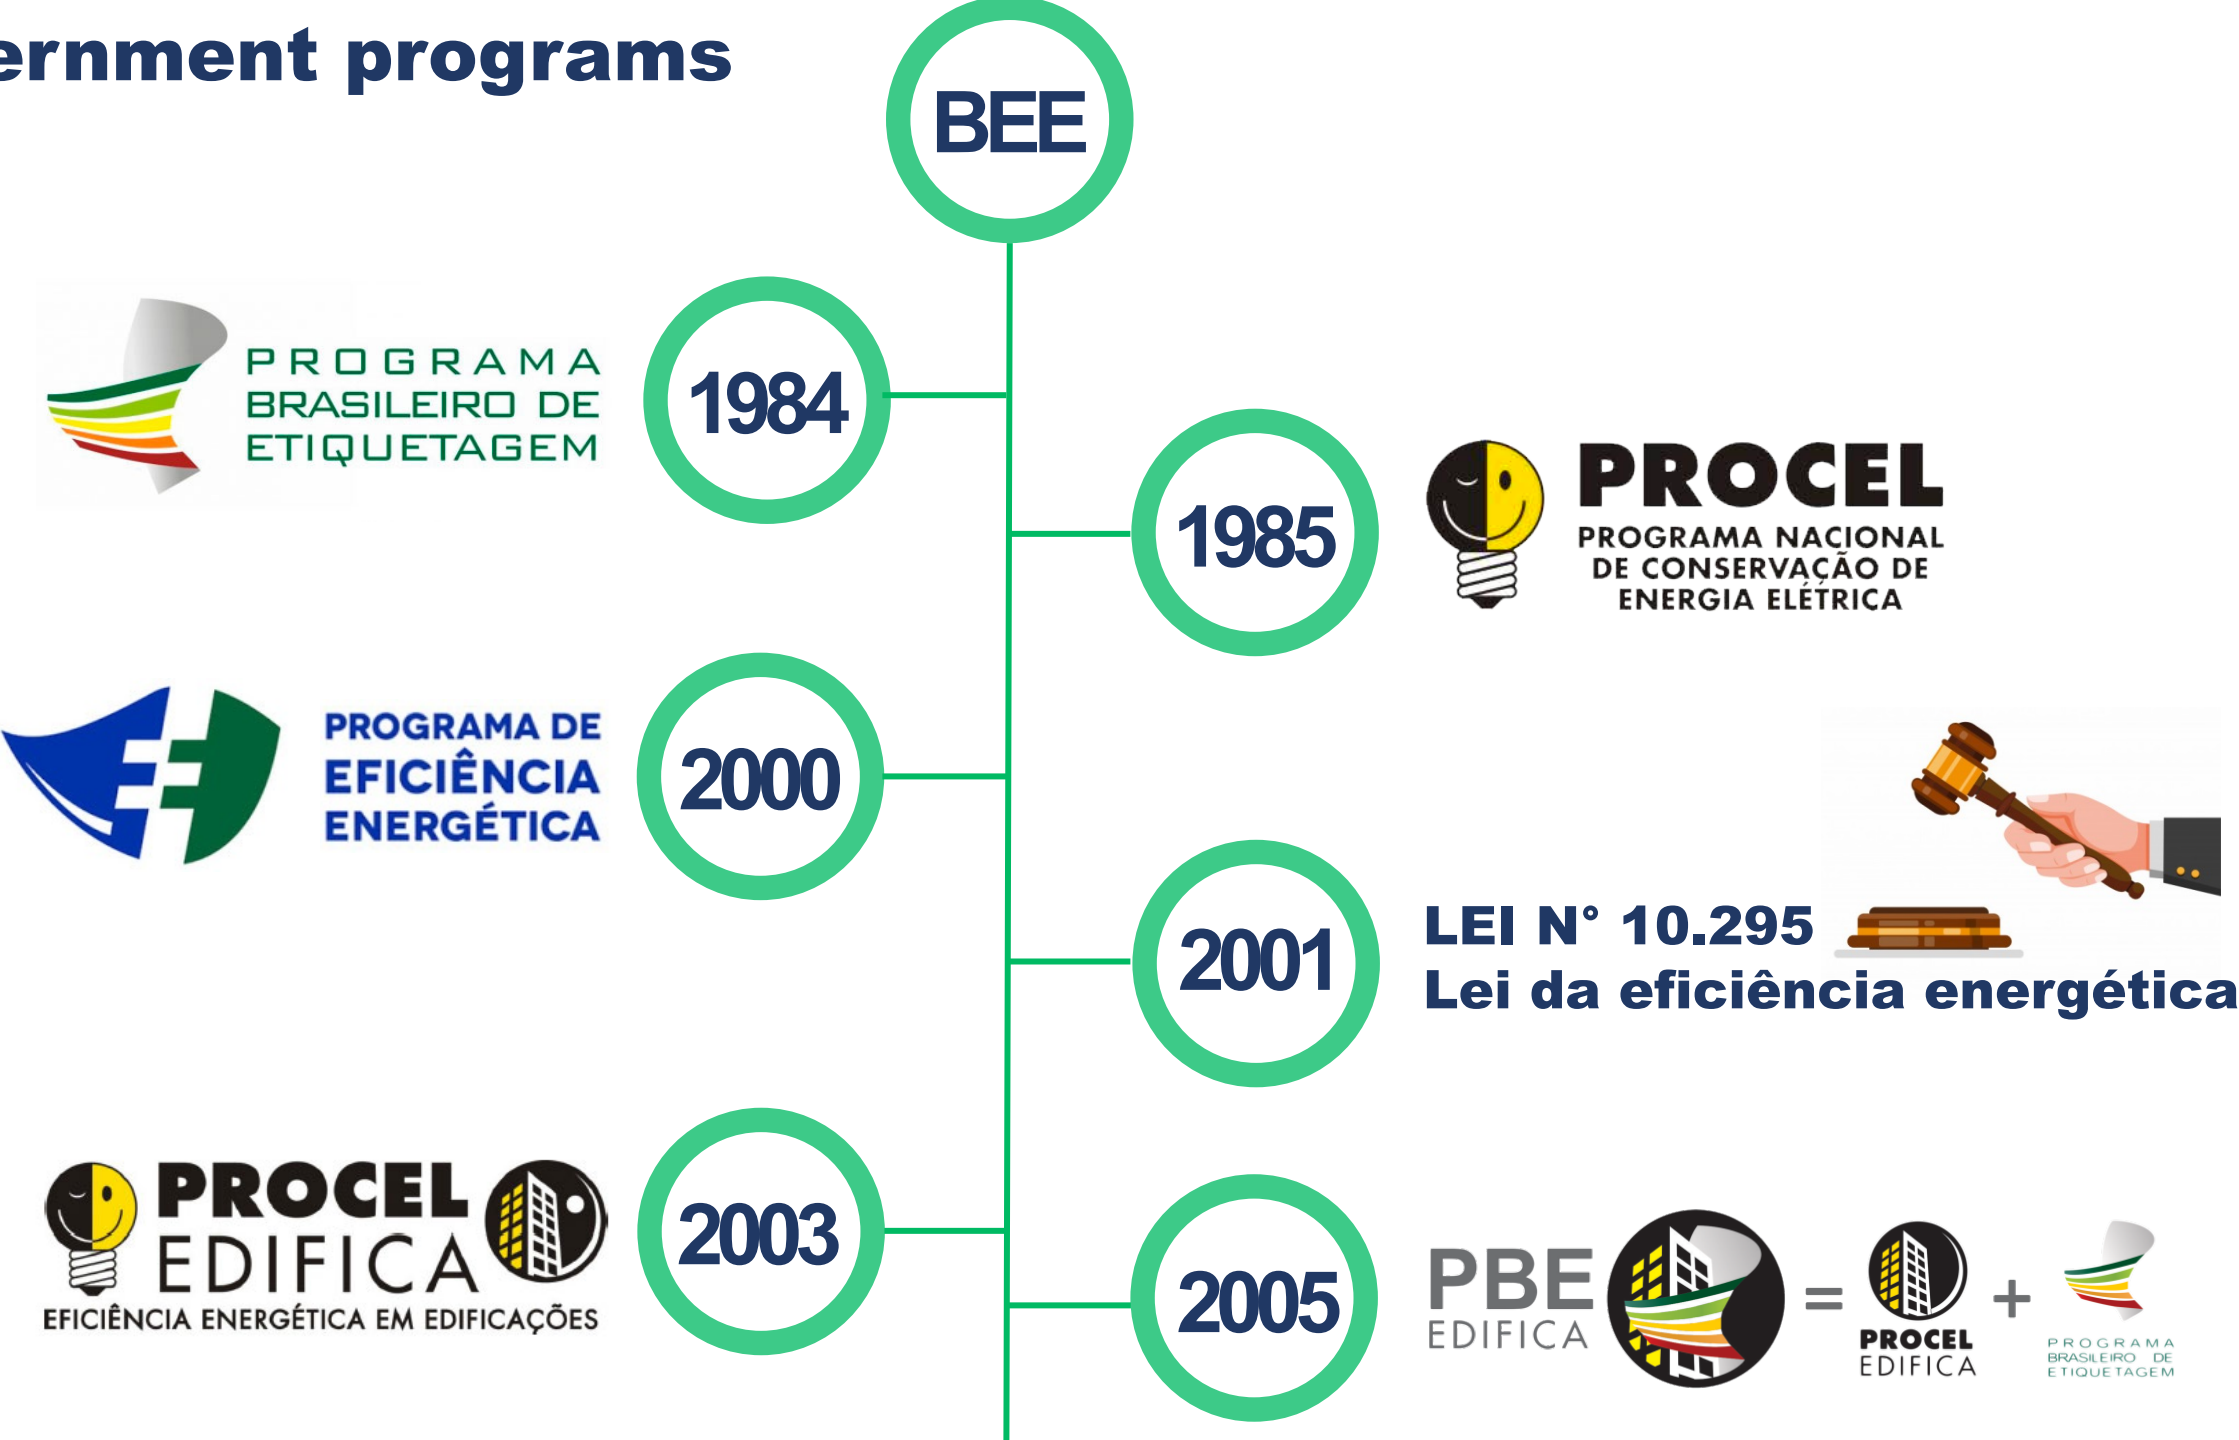 ernment programs
BEE
1984
PROGRAMA
BRASILEIRO DE
ETIQUETAGEM
1985
PROCEL
PROGRAMA NACIONAL
DE CONSERVAÇÃO DE
ENERGIA ELÉTRICA
2000
PROGRAMA DE
EFICIÊNCIA
ENERGÉTICA
2001
LEI N° 10.295
Lei da eficiência energética
2003
PROCEL
EDIFICA
EFICIÊNCIA ENERGÉTICA EM EDIFICAÇÕES
2005
PBE
EDIFICA
=
PROCEL
EDIFICA
+
PROGRAMA
BRASILEIRO DE
ETIQUETAGEM